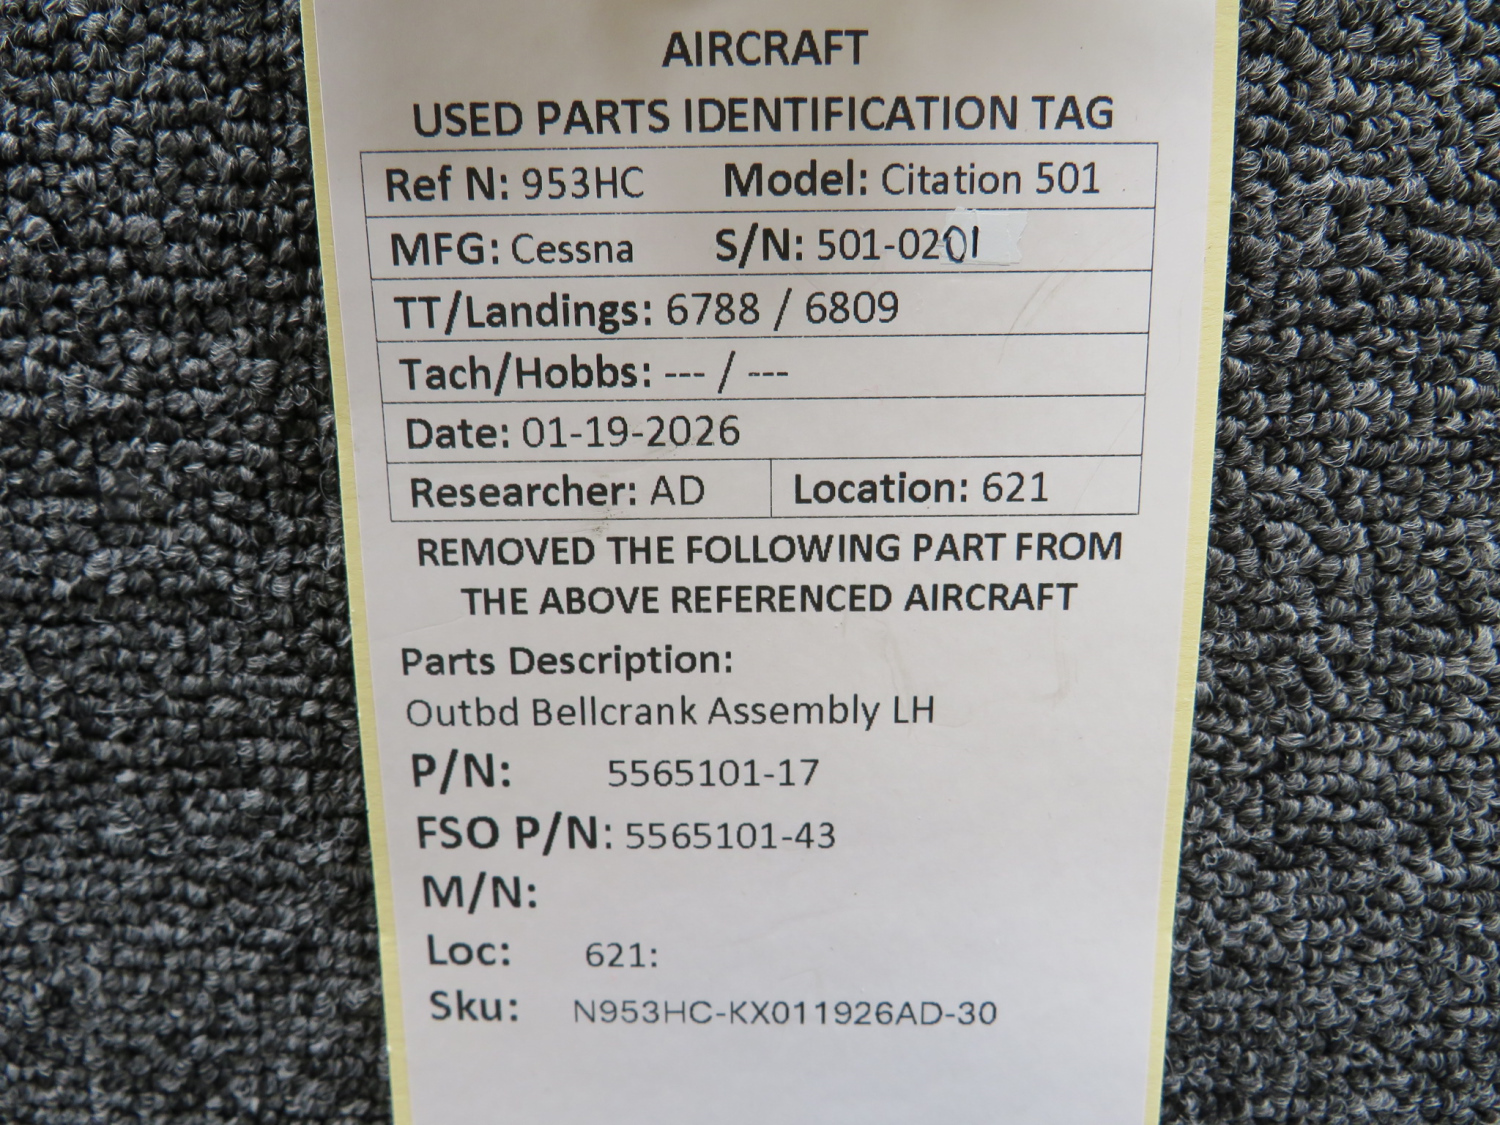 AIRCRAFT
USED PARTS IDENTIFICATION TAG
Ref N: 953HC Model: Citation 501
MFG: Cessna S/N: 501-0201
TT/Landings: 6788 / 6809
Tach/Hobbs: --- / ---
Date: 01-19-2026
Researcher: AD Location: 621
REMOVED THE FOLLOWING PART FROM
THE ABOVE REFERENCED AIRCRAFT
Parts Description:
Outbd Bellcrank Assembly LH
P/N: 5565101-17
FSO P/N: 5565101-43
M/N:
Loc: 621:
Sku: N953HC-KX011926AD-30